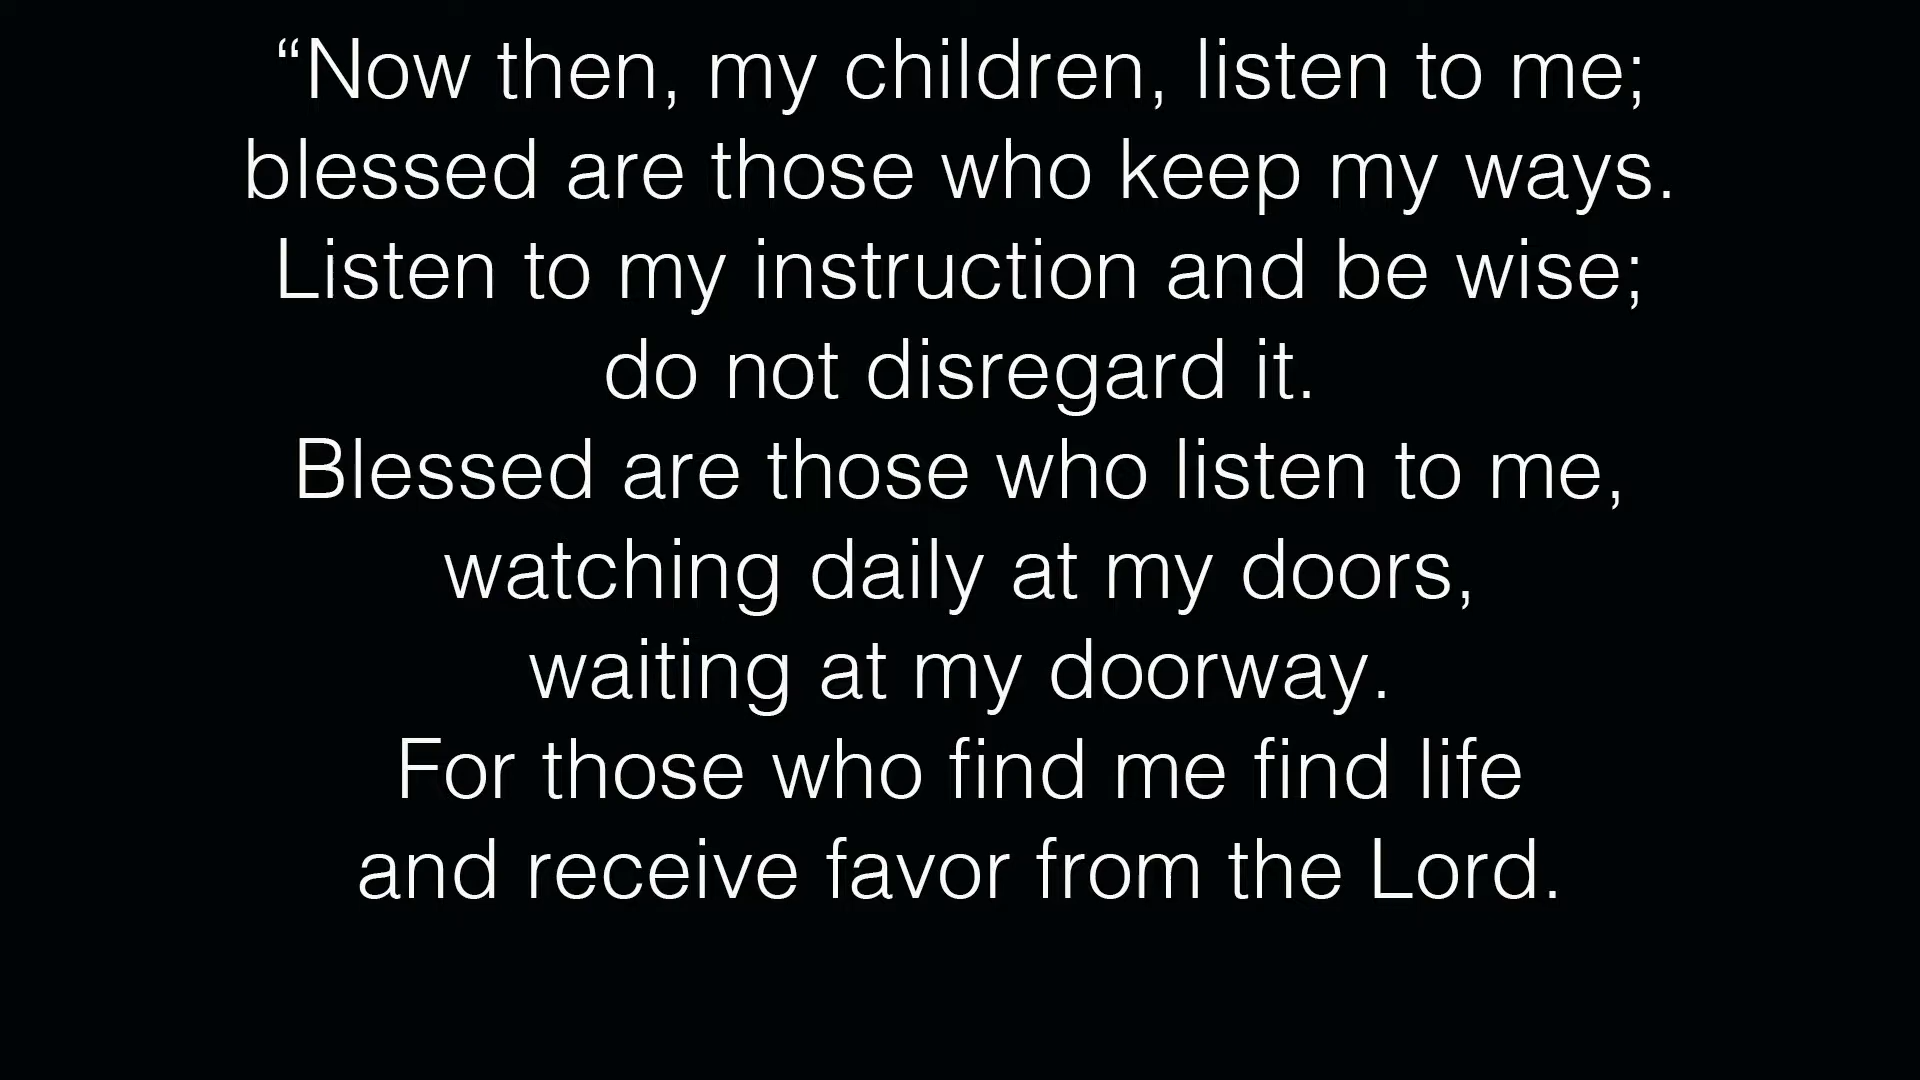 “Now then, my children, listen to me;
blessed are those who keep my ways.
Listen to my instruction and be wise;
do not disregard it.
Blessed are those who listen to me,
watching daily at my doors,
waiting at my doorway.
For those who find me find life
and receive favor from the Lord.